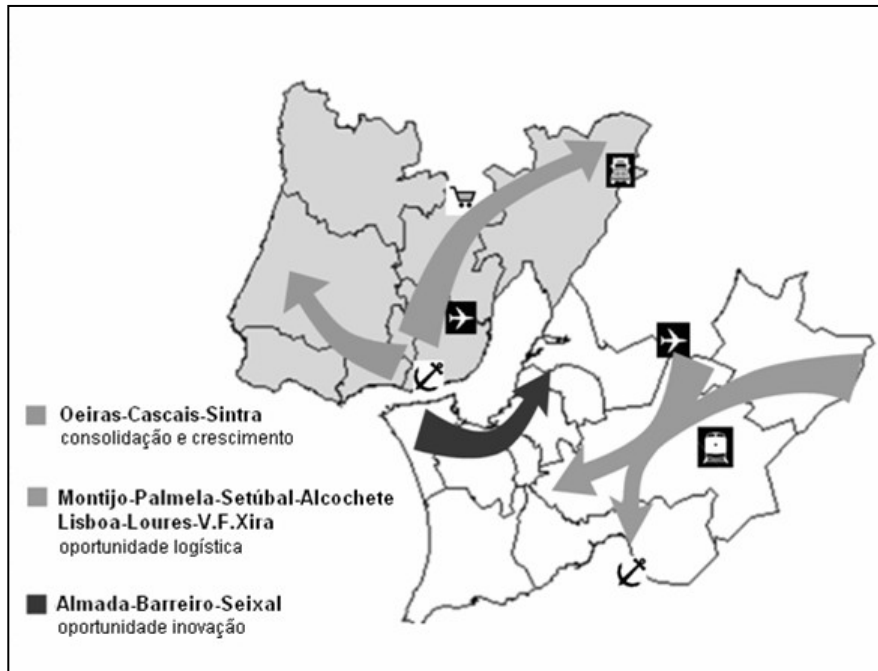 Oeiras-Cascais-Sintra
consolidação e crescimento
Montijo-Palmela-Setúbal-Alcochete
Lisboa-Loures-V.F.Xira
oportunidade logística
Almada-Barreiro-Seixal
oportunidade inovação